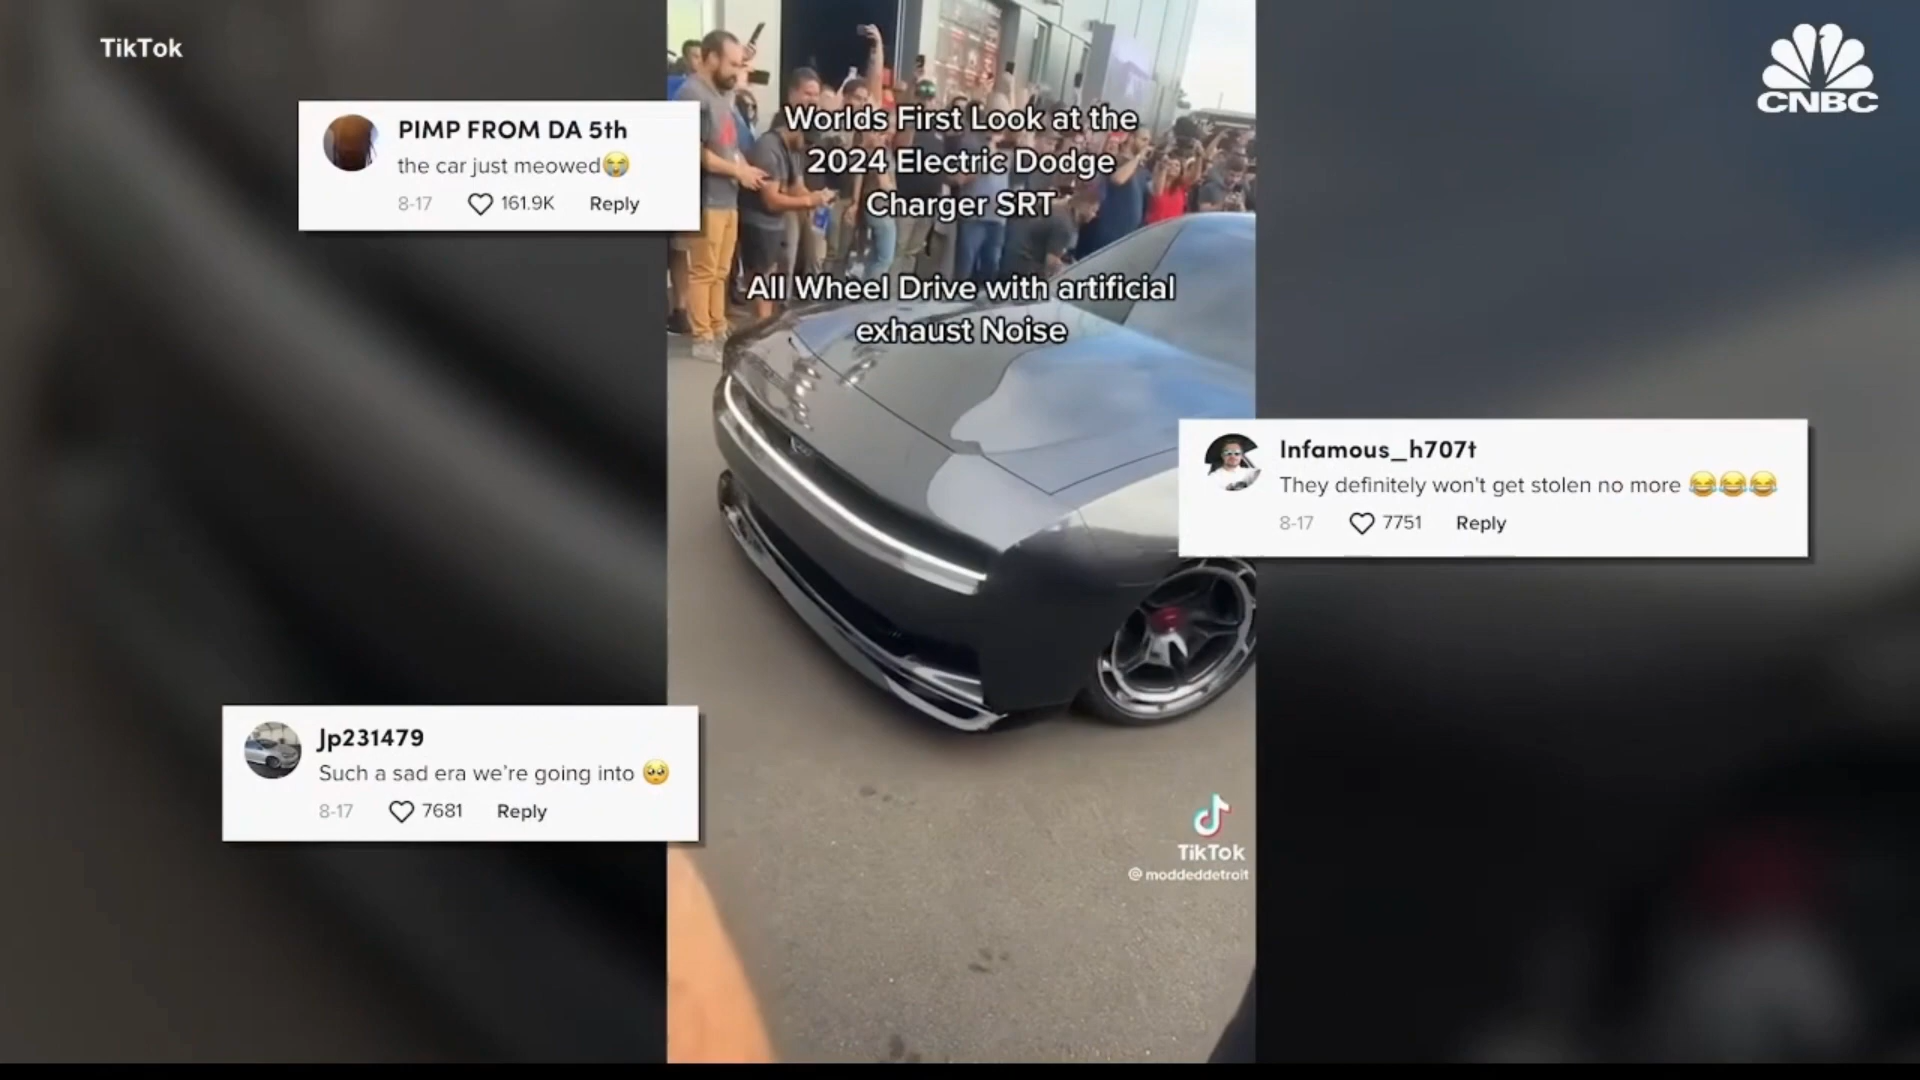 TikTok
CNBC
PIMP FROM DA 5th
the car just meowed😭
8-17 161.9K Reply
Worlds First Look at the
2024 Electric Dodge
Charger SRT
All Wheel Drive with artificial
exhaust Noise
Infamous_h707t
They definitely won't get stolen no more 😂😂😂
8-17 7751 Reply
Jp231479
Such a sad era we’re going into 🥺
8-17 7681 Reply
TikTok
@moddeddetroit